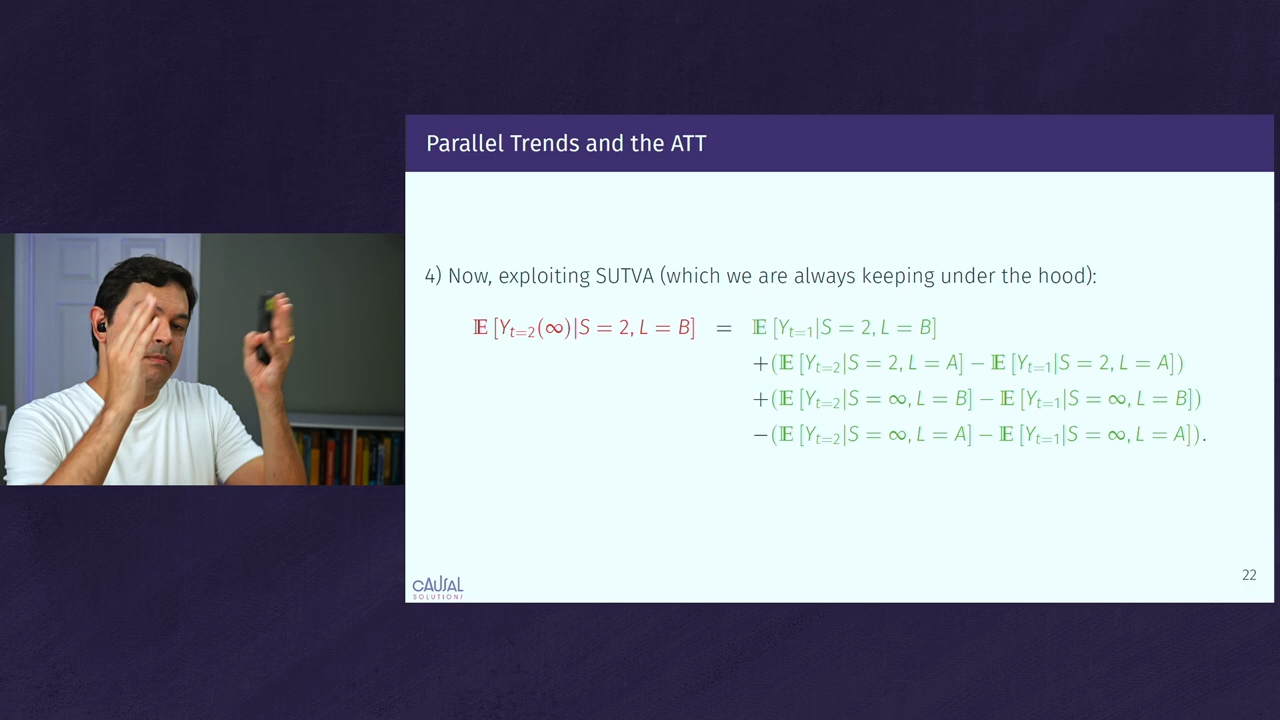 Parallel Trends and the ATT
4) Now, exploiting SUTVA (which we are always keeping under the hood):
𝔼 [Y_{t=2}(∞)|S = 2, L = B] = 𝔼 [Y_{t=1}|S = 2, L = B]
+(𝔼 [Y_{t=2}|S = 2, L = A] − 𝔼 [Y_{t=1}|S = 2, L = A])
+(𝔼 [Y_{t=2}|S = ∞, L = B] − 𝔼 [Y_{t=1}|S = ∞, L = B])
−(𝔼 [Y_{t=2}|S = ∞, L = A] − 𝔼 [Y_{t=1}|S = ∞, L = A]).
CAUSAL
SOLUTIONS
22